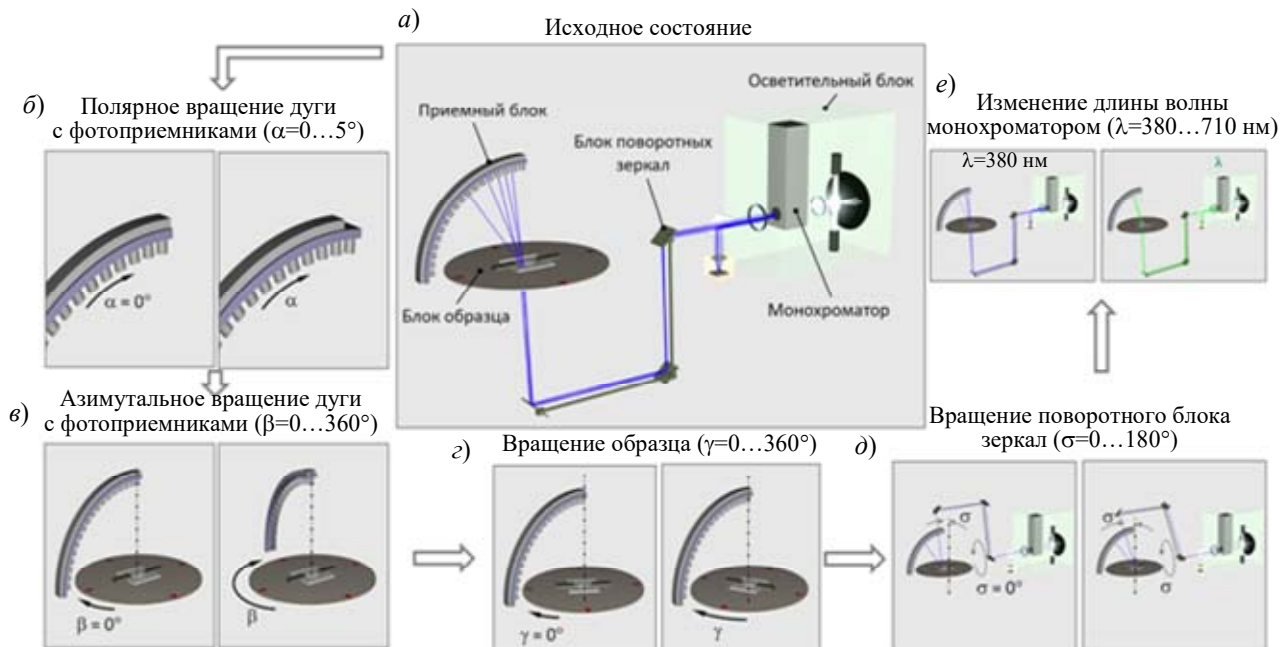 а)
Исходное состояние
Осветительный блок
Приемный блок
Блок поворотных
зеркал
Блок образца
Монохроматор
б)
Полярное вращение дуги
с фотоприемниками (α=0…5°)
α = 0°
α
в)
Азимутальное вращение дуги
с фотоприемниками (β=0…360°)
β = 0°
β
г)
Вращение образца (γ=0…360°)
γ = 0°
γ
д)
Вращение поворотного блока
зеркал (σ=0…180°)
σ
σ = 0°
σ
σ
е)
Изменение длины волны
монохроматором (λ=380…710 нм)
λ=380 нм
λ